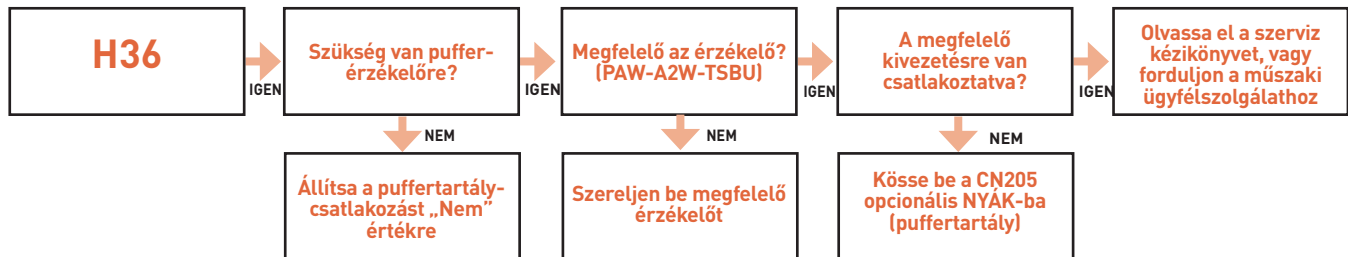 H36
IGEN
Szükség van puffer-
érzékelőre?
IGEN
Megfelelő az érzékelő?
(PAW-A2W-TSBU)
IGEN
A megfelelő
kivezetésre van
csatlakoztatva?
IGEN
Olvassa el a szerviz
kézikönyvet, vagy
forduljon a műszaki
ügyfélszolgálathoz
NEM
NEM
NEM
Állítsa a puffertartály-
csatlakozást „Nem”
értékre
Szereljen be megfelelő
érzékelőt
Kösse be a CN205
opcionális NYÁK-ba
(puffertartály)